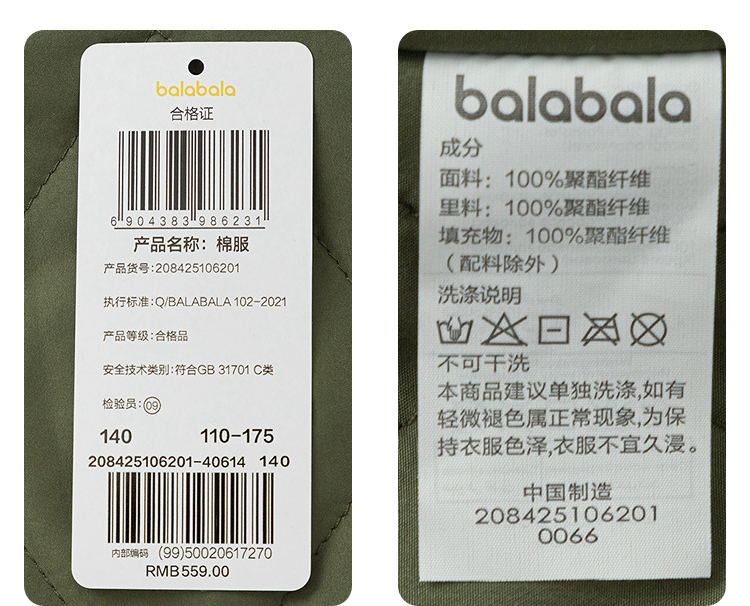 balabala
合格证
6 904383 986231
产品名称：棉服
产品货号:208425106201
执行标准:Q/BALABALA 102-2021
产品等级:合格品
安全技术类别:符合GB 31701 C类
检验员:09
140 110-175
208425106201-40614 140
内部编码 (99)50020617270
RMB559.00
balabala
成分
面料：100%聚酯纤维
里料：100%聚酯纤维
填充物：100%聚酯纤维
（配料除外）
洗涤说明
不可干洗
本商品建议单独洗涤,如有
轻微褪色属正常现象,为保
持衣服色泽,衣服不宜久浸。
中国制造
208425106201
0066